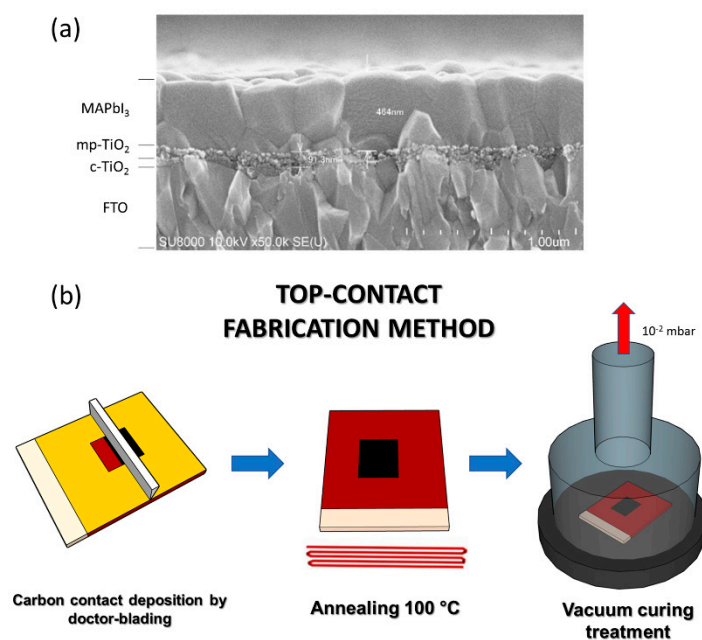 (a)
MAPbI₃
464nm
mp-TiO₂
91.3nm
c-TiO₂
FTO
SU8000 10.0kV x50.0k SE(U)
1.00um
(b)
TOP-CONTACT
FABRICATION METHOD
10⁻² mbar
Carbon contact deposition by
doctor-blading
Annealing 100 °C
Vacuum curing
treatment